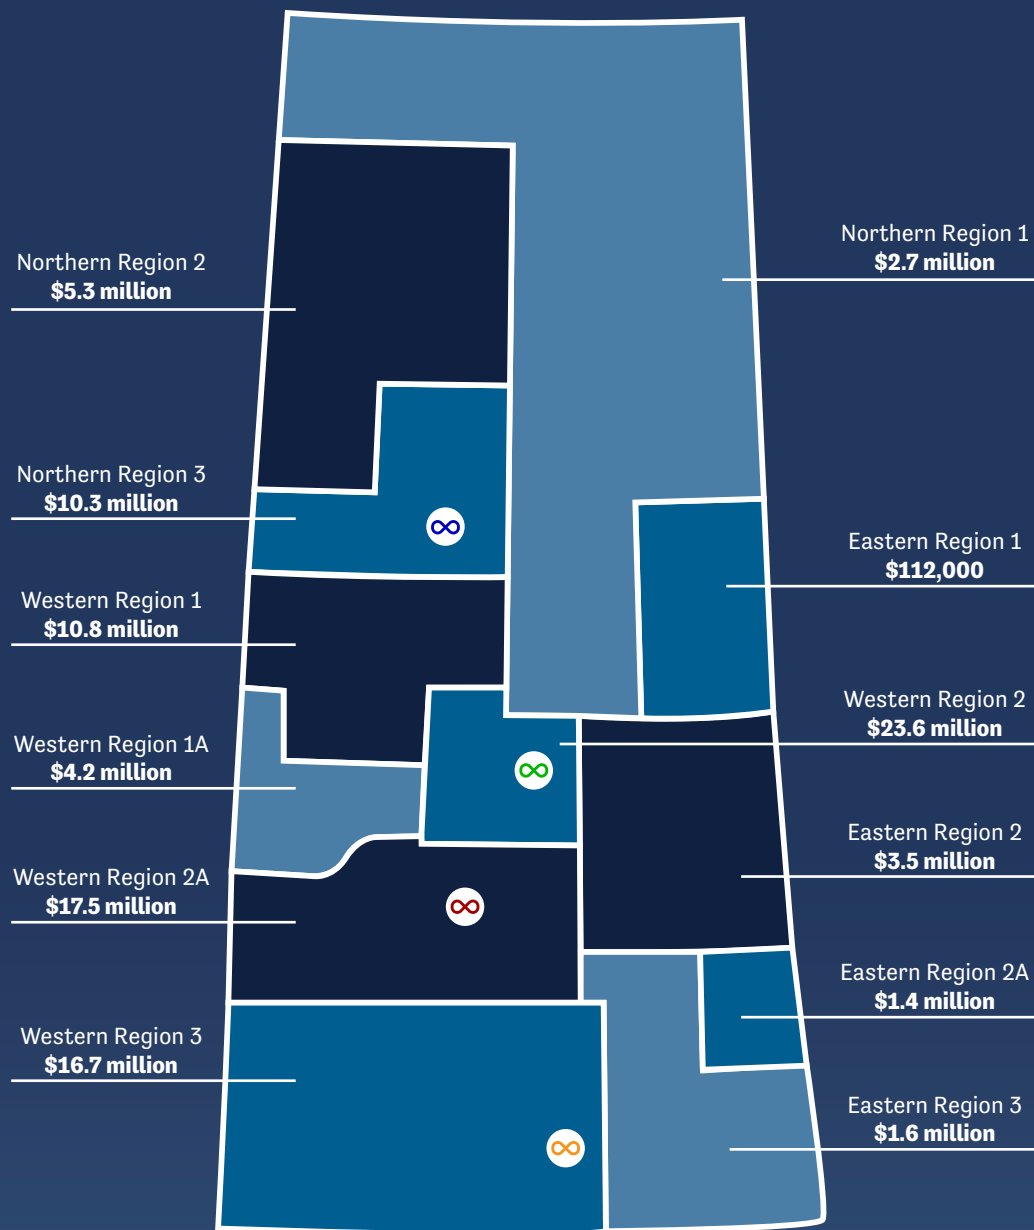 Northern Region 1
$2.7 million
Northern Region 2
$5.3 million
Northern Region 3
$10.3 million
Eastern Region 1
$112,000
Western Region 1
$10.8 million
Western Region 2
$23.6 million
Western Region 1A
$4.2 million
Eastern Region 2
$3.5 million
Western Region 2A
$17.5 million
Eastern Region 2A
$1.4 million
Western Region 3
$16.7 million
Eastern Region 3
$1.6 million